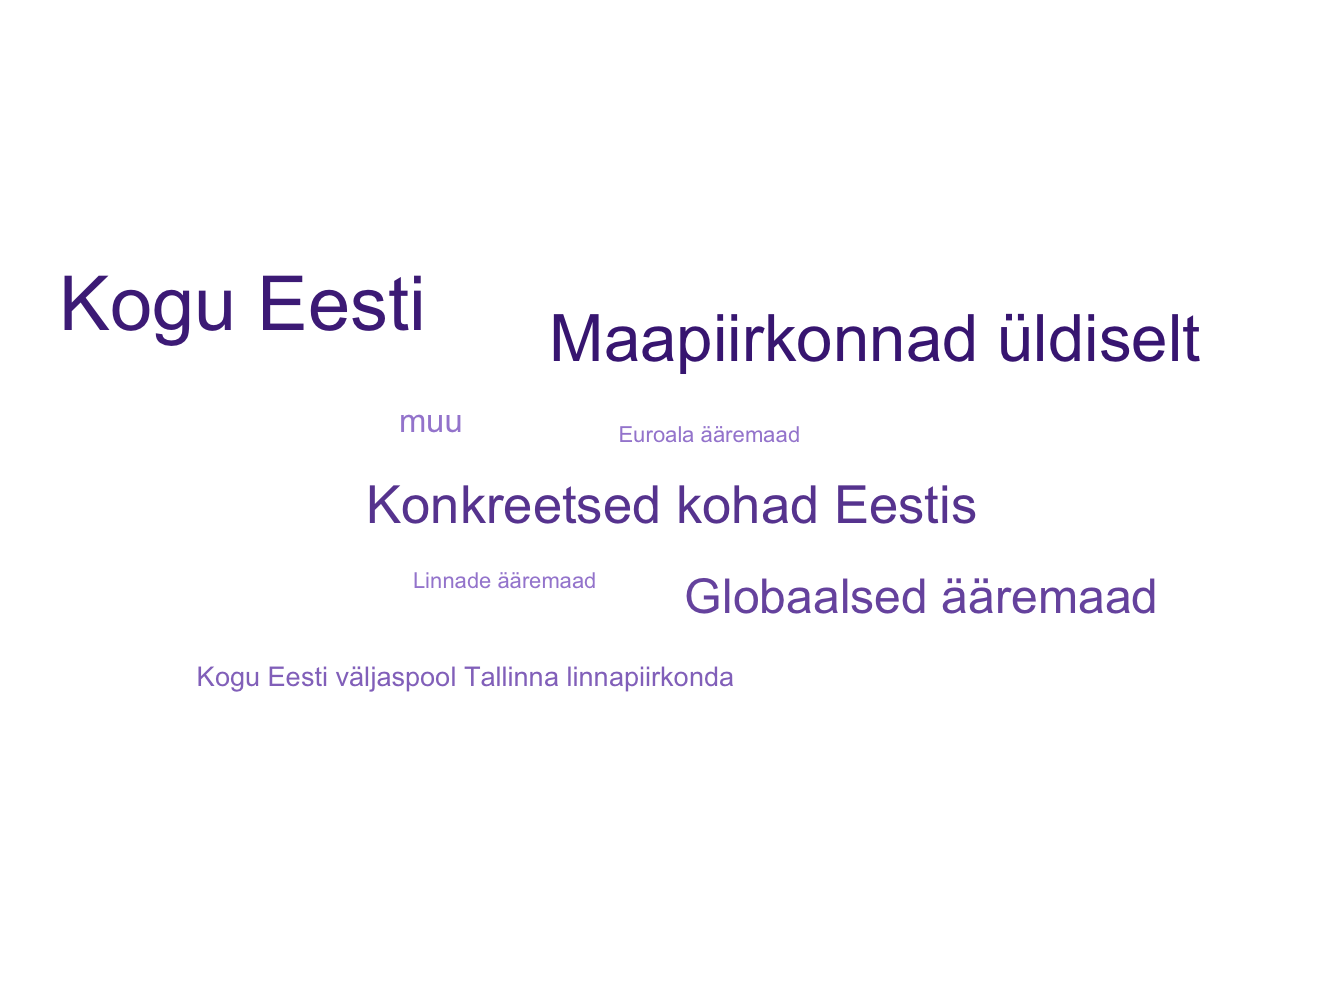 Kogu Eesti
Maapiirkonnad üldiselt
muu
Euroala ääremaad
Konkreetsed kohad Eestis
Linnade ääremaad
Globaalsed ääremaad
Kogu Eesti väljaspool Tallinna linnapiirkonda